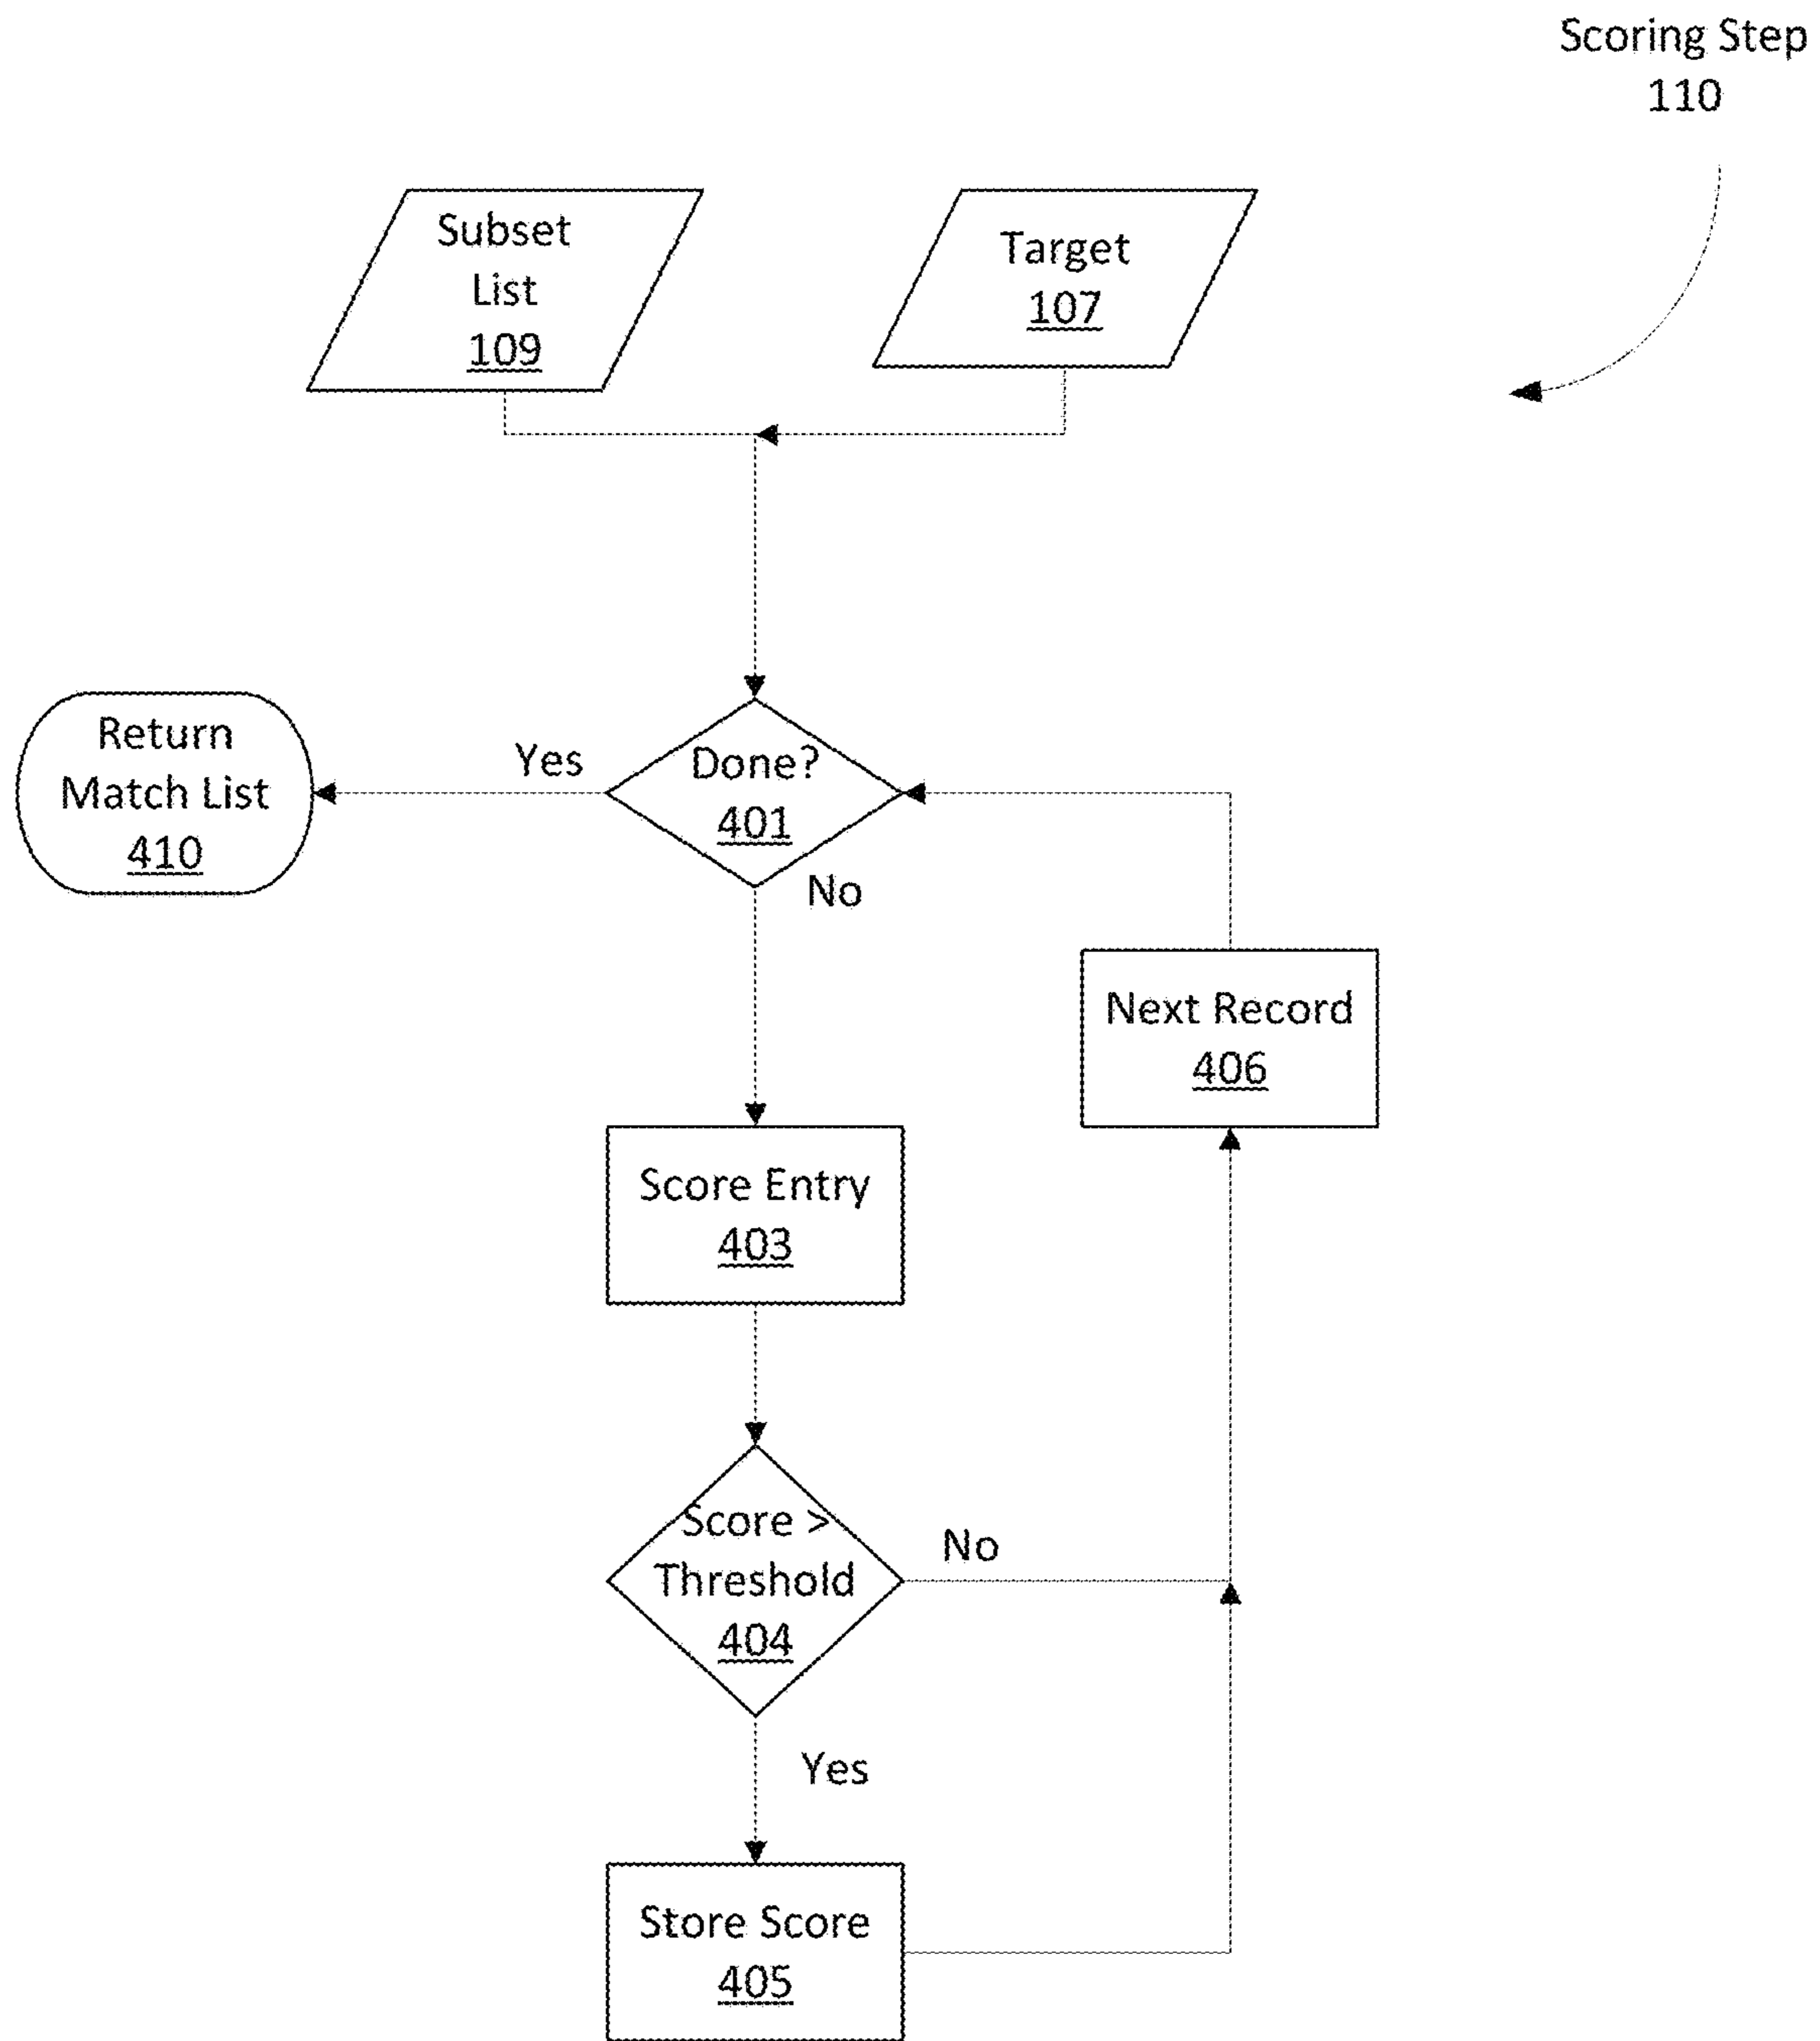 Scoring Step
110
Subset
List
109
Target
107
Return
Match List
410
Yes
Done?
401
No
Next Record
406
Score Entry
403
Score >
Threshold
404
No
Yes
Store Score
405